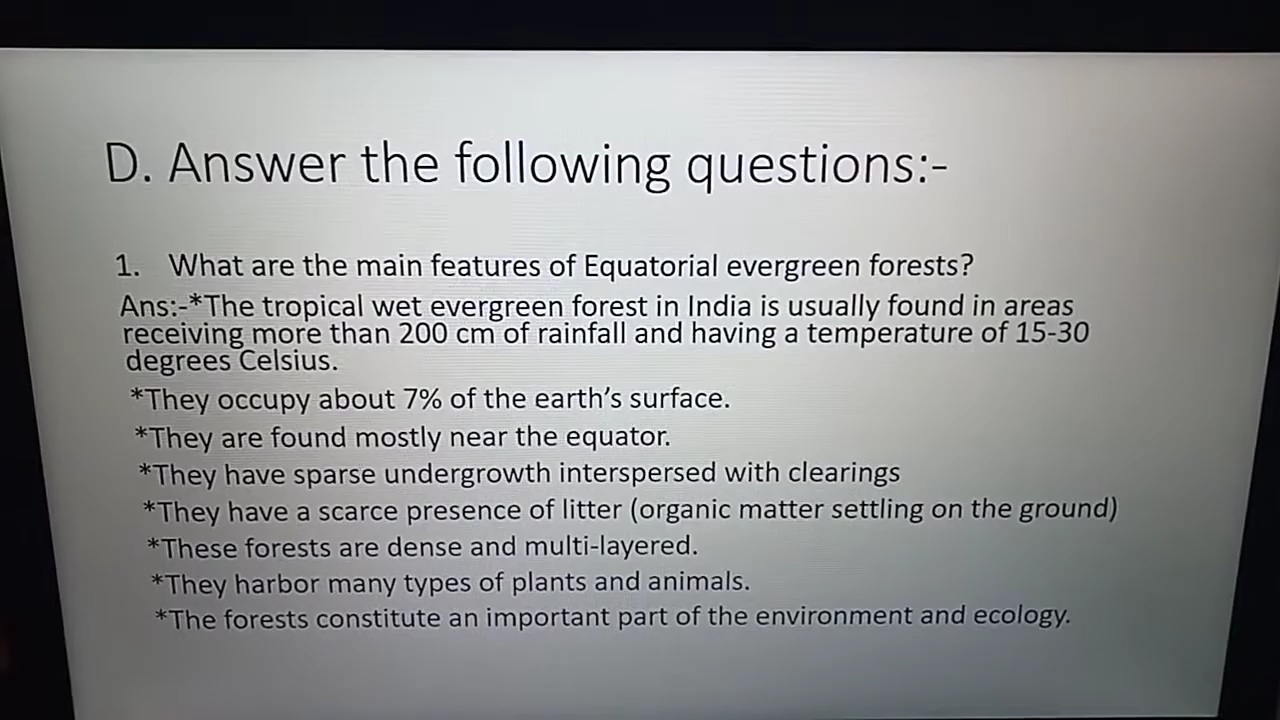 D. Answer the following questions:-
1. What are the main features of Equatorial evergreen forests?
Ans:-*The tropical wet evergreen forest in India is usually found in areas
receiving more than 200 cm of rainfall and having a temperature of 15-30
degrees Celsius.
*They occupy about 7% of the earth's surface.
*They are found mostly near the equator.
*They have sparse undergrowth interspersed with clearings
*They have a scarce presence of litter (organic matter settling on the ground)
*These forests are dense and multi-layered.
*They harbor many types of plants and animals.
*The forests constitute an important part of the environment and ecology.